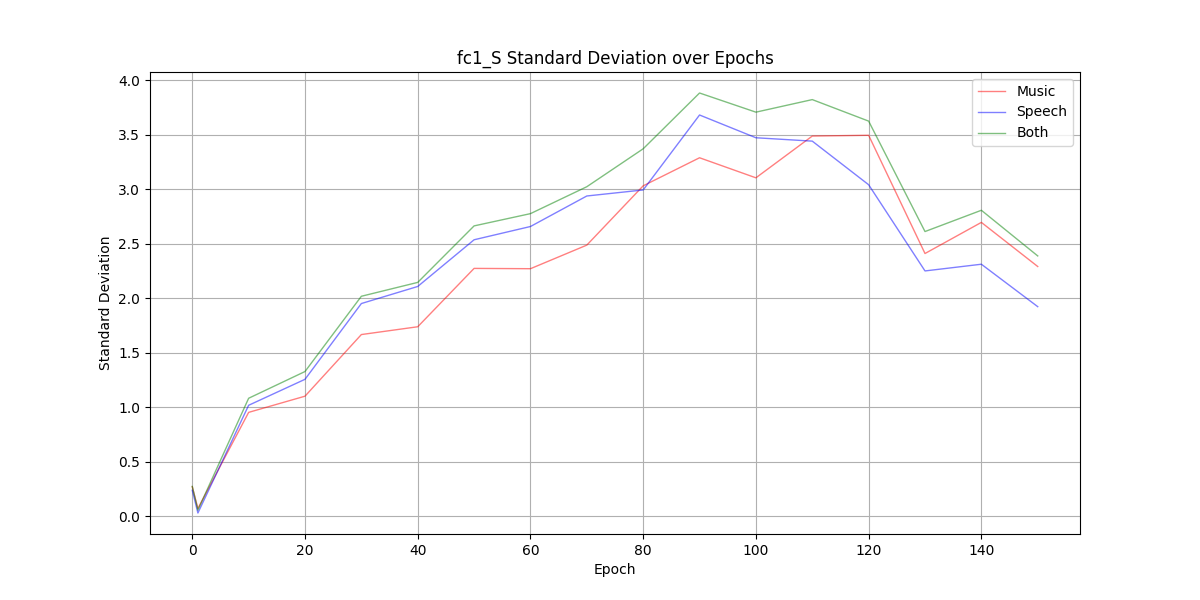 fc1_S Standard Deviation over Epochs
Music
Speech
Both
Standard Deviation
4.0
3.5
3.0
2.5
2.0
1.5
1.0
0.5
0.0
0 20 40 60 80 100 120 140
Epoch